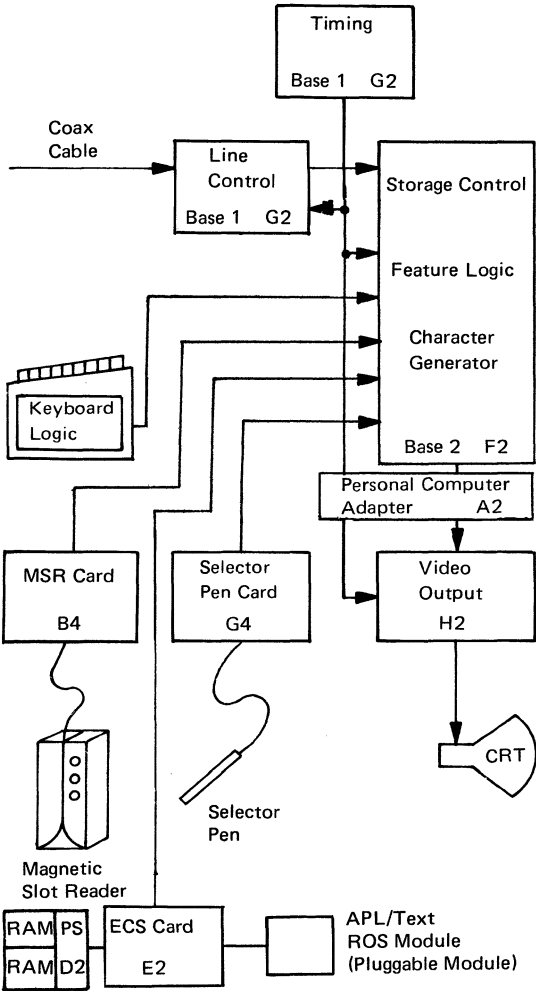 Timing
Base 1 G2
Coax
Cable
Line
Control
Base 1 G2
Storage Control
Feature Logic
Character
Generator
Base 2 F2
Keyboard
Logic
Personal Computer
Adapter A2
MSR Card
B4
Selector
Pen Card
G4
Video
Output
H2
CRT
Selector
Pen
Magnetic
Slot Reader
RAM PS
RAM D2
ECS Card
E2
APL/Text
ROS Module
(Pluggable Module)